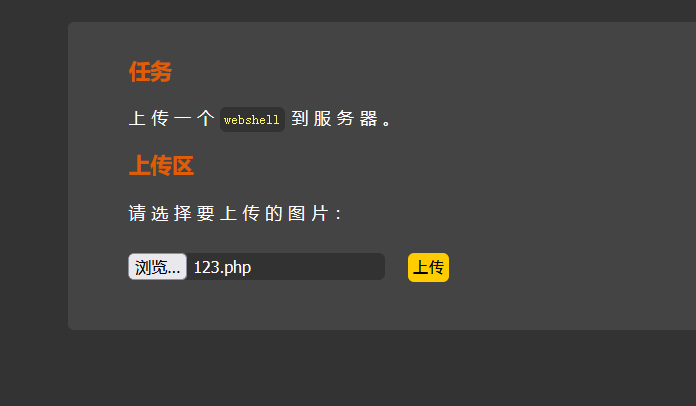 任务
上传一个 webshell 到服务器。
上传区
请选择要上传的图片：
浏览... 123.php 上传